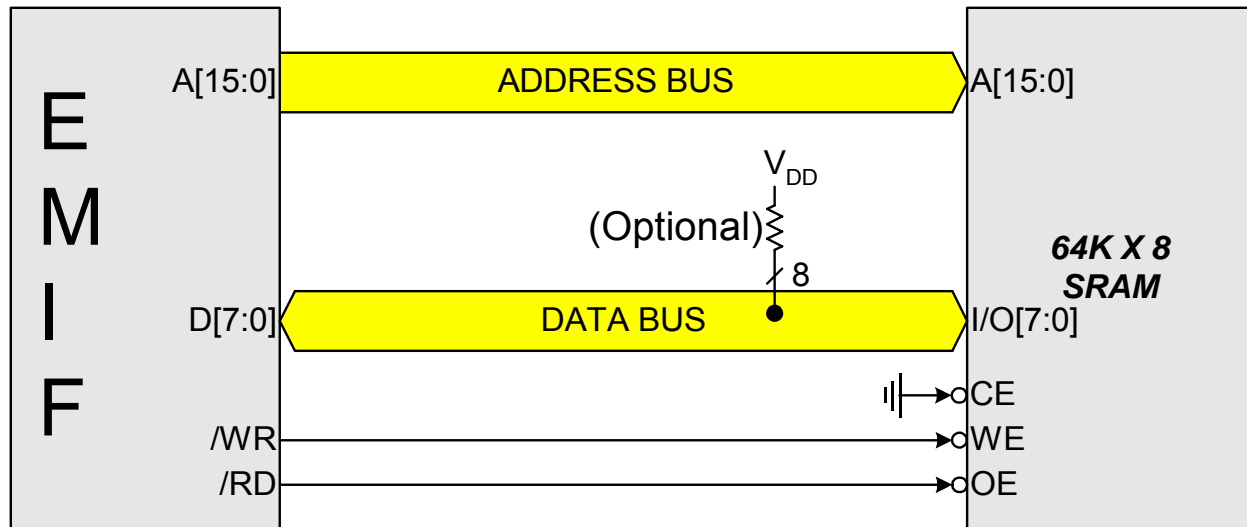 EMIF
A[15:0]
ADDRESS BUS
A[15:0]
VDD
(Optional)
8
64K X 8
SRAM
D[7:0]
DATA BUS
I/O[7:0]
CE
/WR
WE
/RD
OE